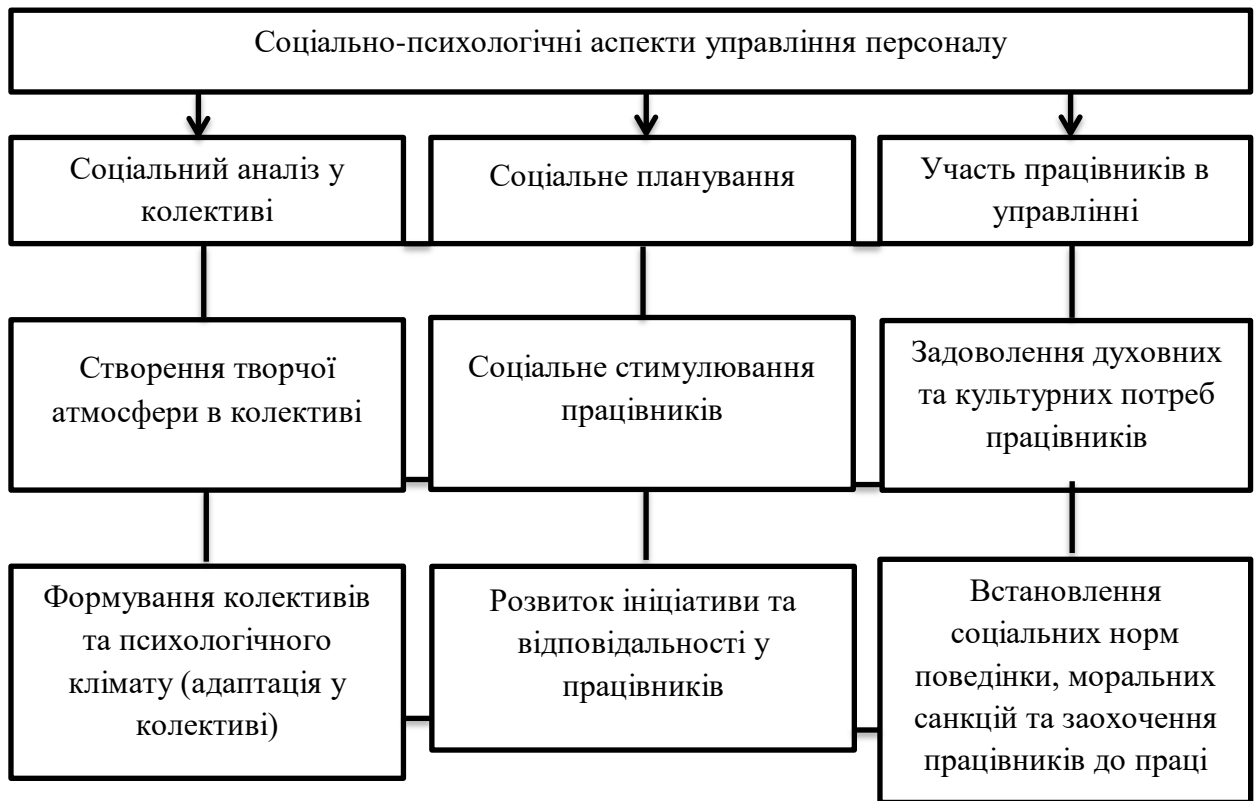 Соціально-психологічні аспекти управління персоналу
Соціальний аналіз у
колективі
Соціальне планування
Участь працівників в
управлінні
Створення творчої
атмосфери в колективі
Соціальне стимулювання
працівників
Задоволення духовних
та культурних потреб
працівників
Формування колективів
та психологічного
клімату (адаптація у
колективі)
Розвиток ініціативи та
відповідальності у
працівників
Встановлення
соціальних норм
поведінки, моральних
санкцій та заохочення
працівників до праці